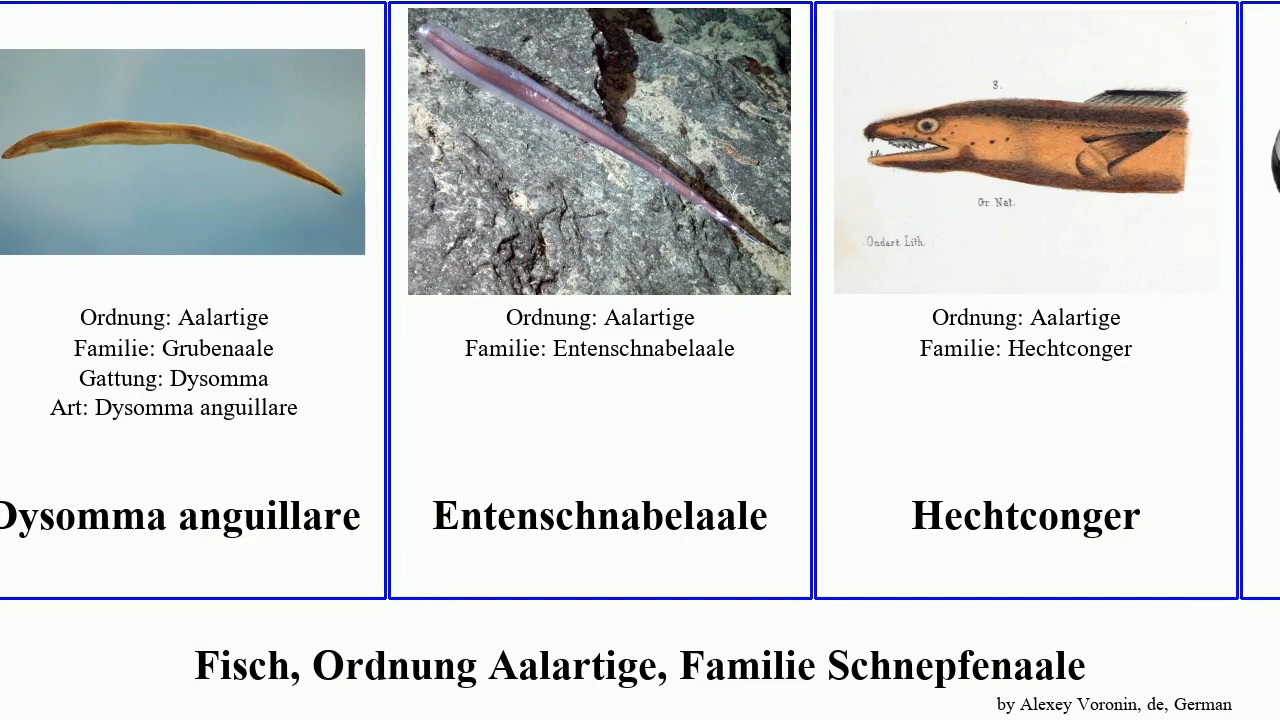 Ordnung: Aalartige
Familie: Grubenaale
Gattung: Dysomma
Art: Dysomma anguillare
Dysomma anguillare
Ordnung: Aalartige
Familie: Entenschnabelaale
Entenschnabelaale
3.
Gr. Nat.
Oudart Lith.
Ordnung: Aalartige
Familie: Hechtconger
Hechtconger
Fisch, Ordnung Aalartige, Familie Schnepfenaale
by Alexey Voronin, de, German